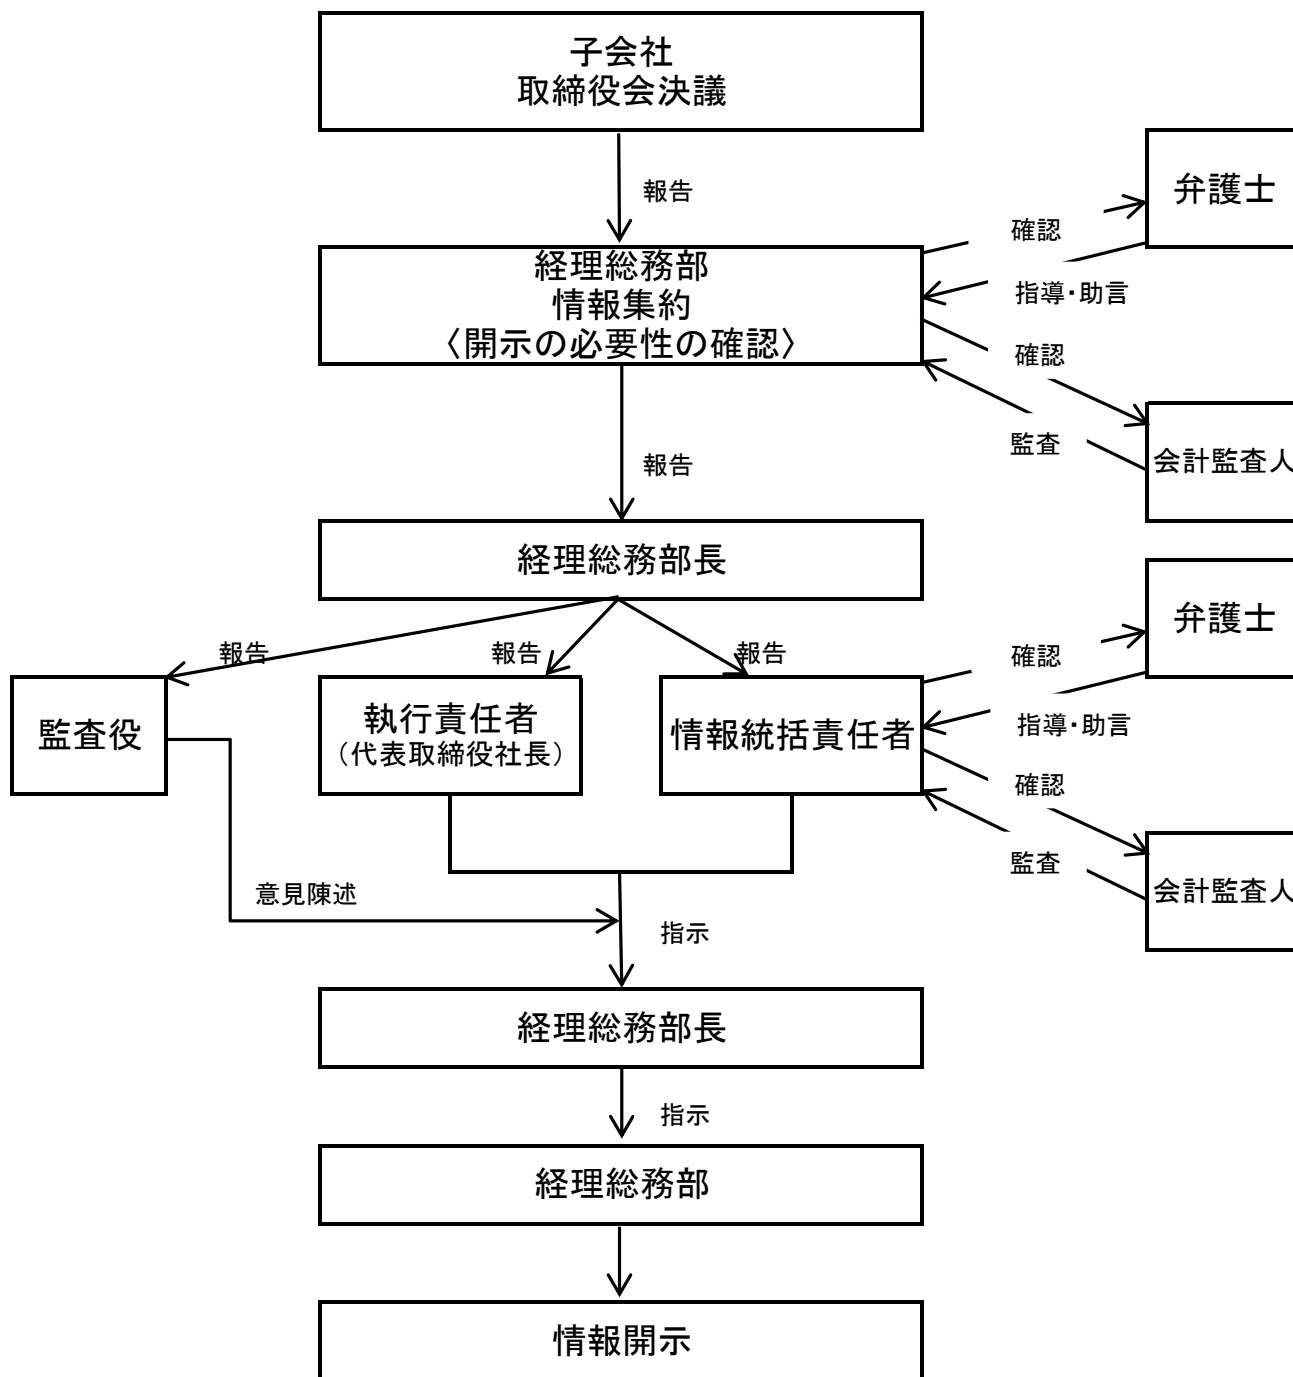 子会社
取締役会決議
報告
弁護士
確認
経理総務部
情報集約
〈開示の必要性の確認〉
指導・助言
確認
監査
会計監査人
報告
経理総務部長
弁護士
報告
報告
報告
確認
監査役
執行責任者
（代表取締役社長）
情報統括責任者
指導・助言
確認
監査
会計監査人
意見陳述
指示
経理総務部長
指示
経理総務部
情報開示